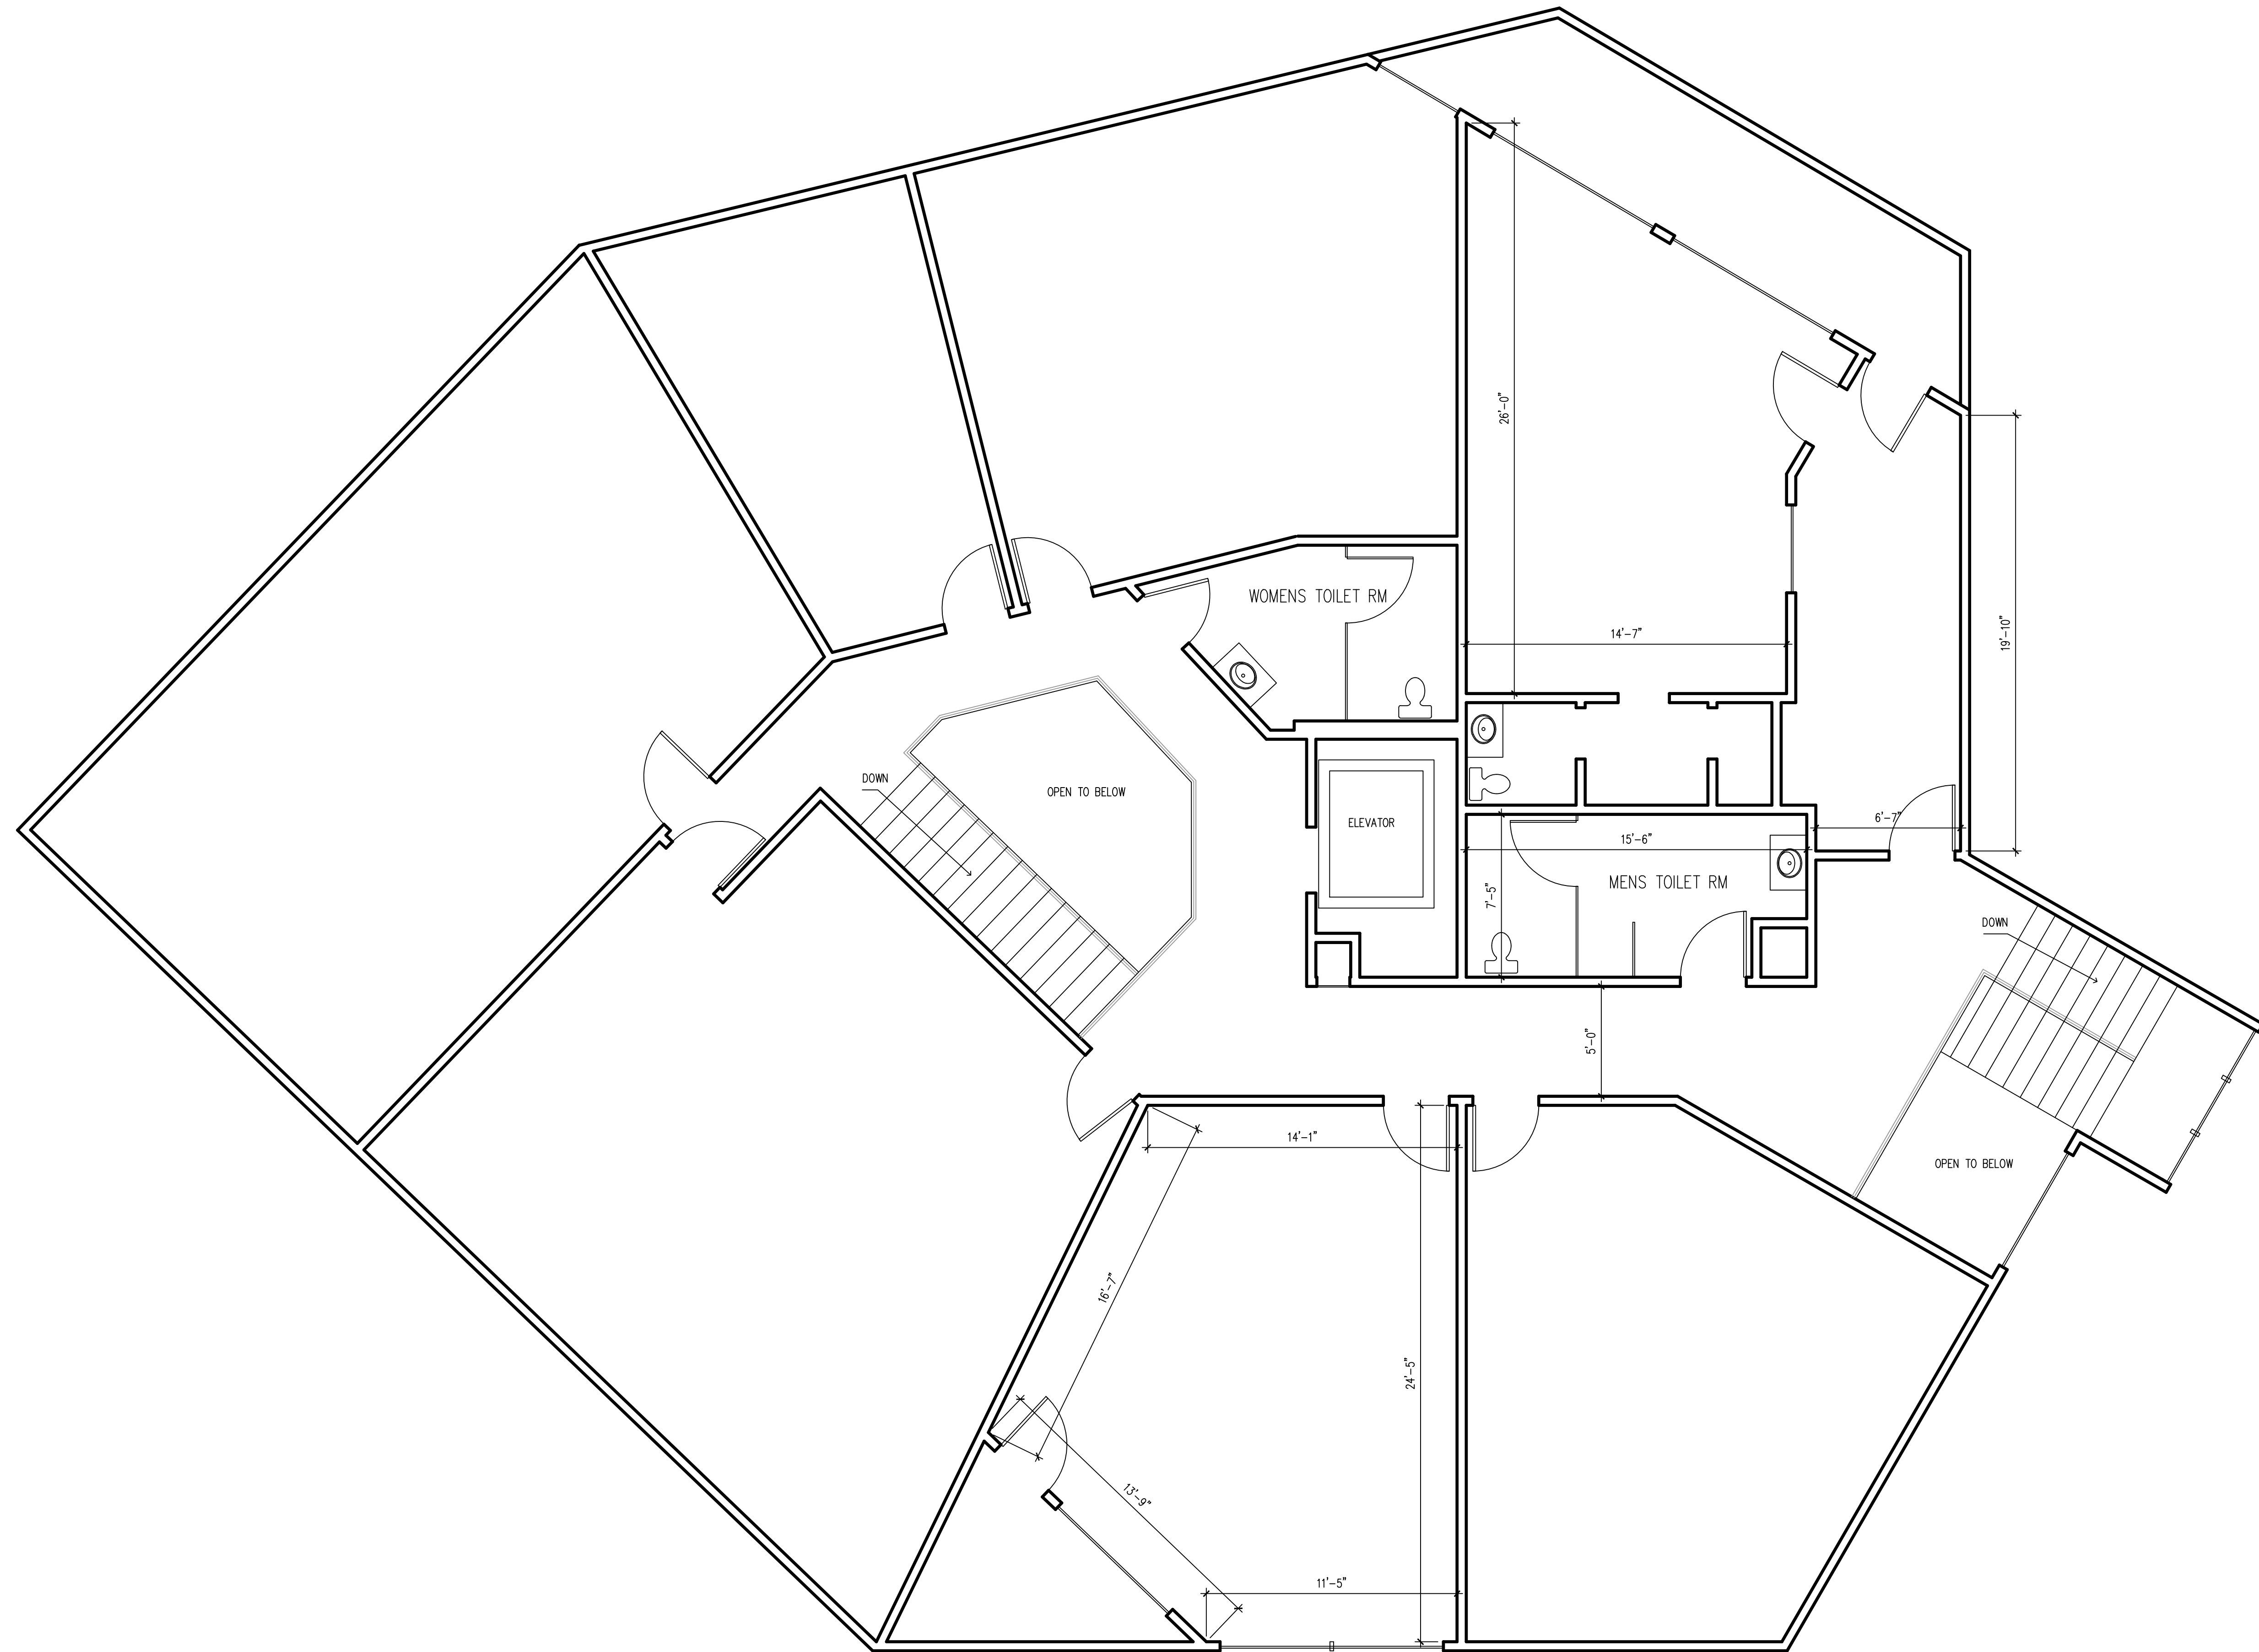 26'-0"
WOMENS TOILET RM
14'-7"
19'-10"
DOWN
OPEN TO BELOW
ELEVATOR
6'-7"
15'-6"
7'-5"
MENS TOILET RM
DOWN
5'-0"
14'-1"
OPEN TO BELOW
16'-7"
24'-5"
13'-9"
11'-5"